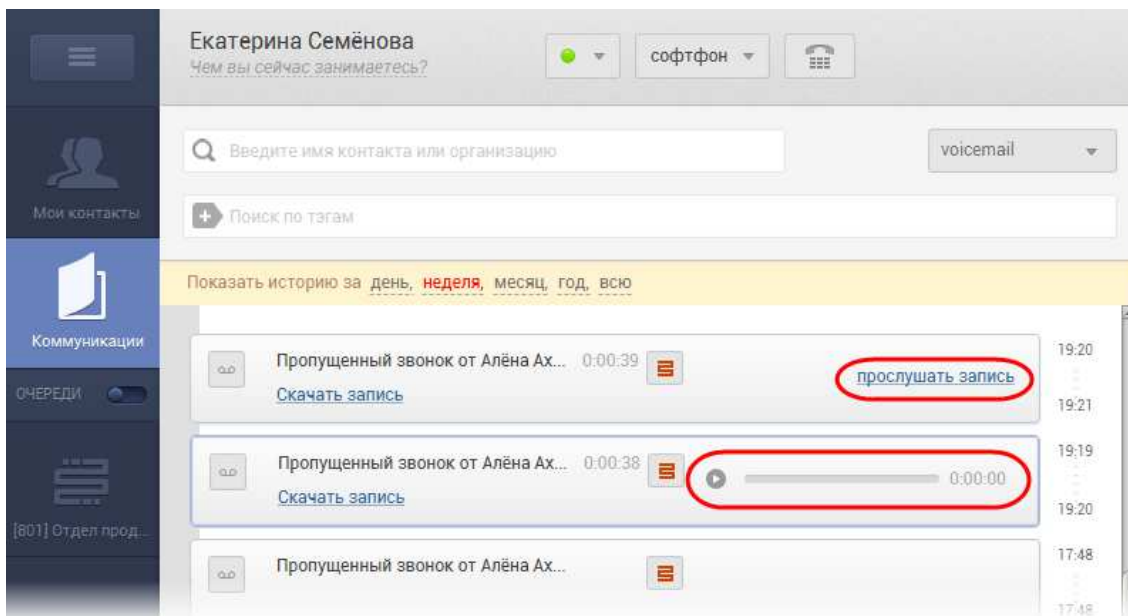 Екатерина Семёнова
Чем вы сейчас занимаетесь?
софтфон
Введите имя контакта или организацию
voicemail
Мои контакты
Поиск по тэгам
Показать историю за день, неделя, месяц, год, всю
Коммуникации
Пропущенный звонок от Алёна Ах... 0:00:39
19:20
прослушать запись
Скачать запись
19:21
ОЧЕРЕДИ
Пропущенный звонок от Алёна Ах... 0:00:38
19:19
0:00:00
Скачать запись
19:20
[801] Отдел прод...
Пропущенный звонок от Алёна Ах...
17:48
17:48